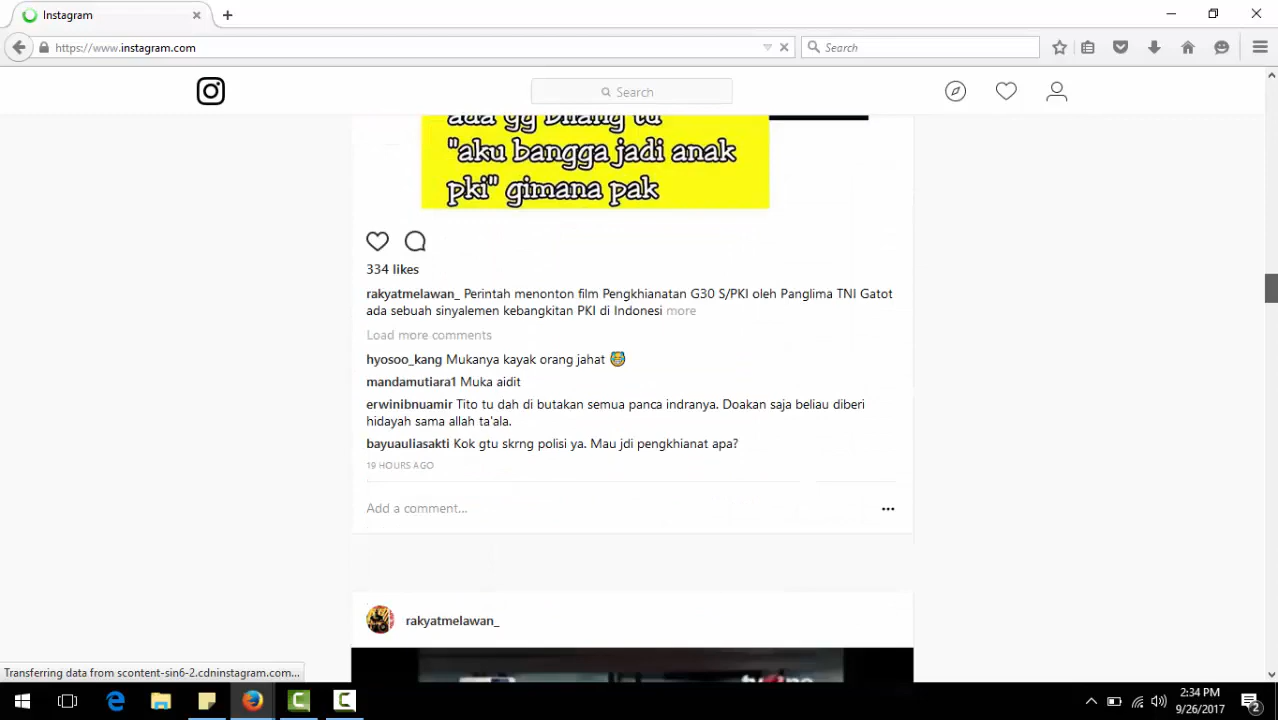 Instagram
https://www.instagram.com
Search
Search
"aku bangga jadi anak
pki" gimana pak
334 likes
rakyatmelawan_ Perintah menonton film Pengkhianatan G30 S/PKI oleh Panglima TNI Gatot
ada sebuah sinyalemen kebangkitan PKI di Indonesi more
Load more comments
hyosoo_kang Mukanya kayak orang jahat
mandamutiara1 Muka aidit
erwinibnuamir Tito tu dah di butakan semua panca indranya. Doakan saja beliau diberi
hidayah sama allah ta'ala.
bayuauliasakti Kok gtu skrng polisi ya. Mau jdi pengkhianat apa?
19 HOURS AGO
Add a comment...
rakyatmelawan_
Transferring data from scontent-sin6-2.cdninstagram.com...
2:34 PM
9/26/2017
2